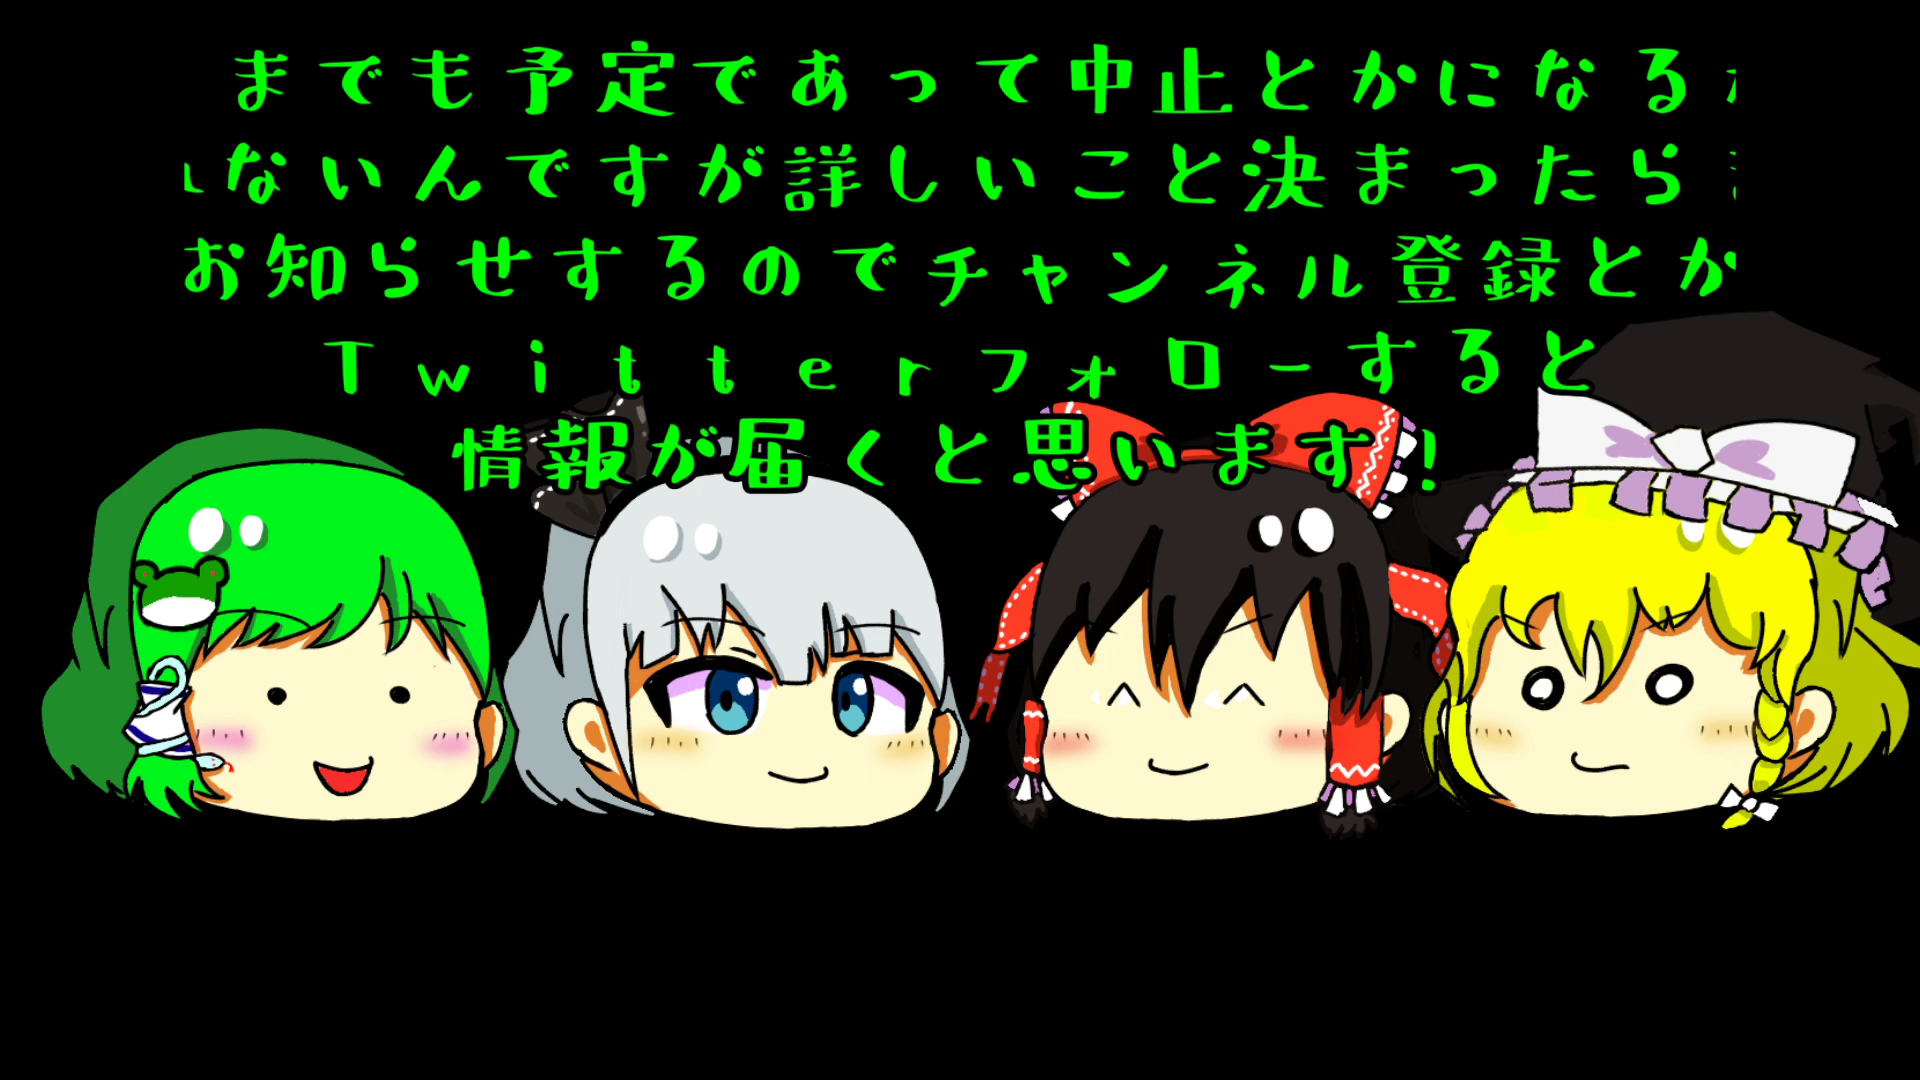 までも予定であって中止とかになる
ないんですが詳しいこと決まったら
お知らせするのでチャンネル登録とか
Twitterフォローすると
情報が届くと思います！